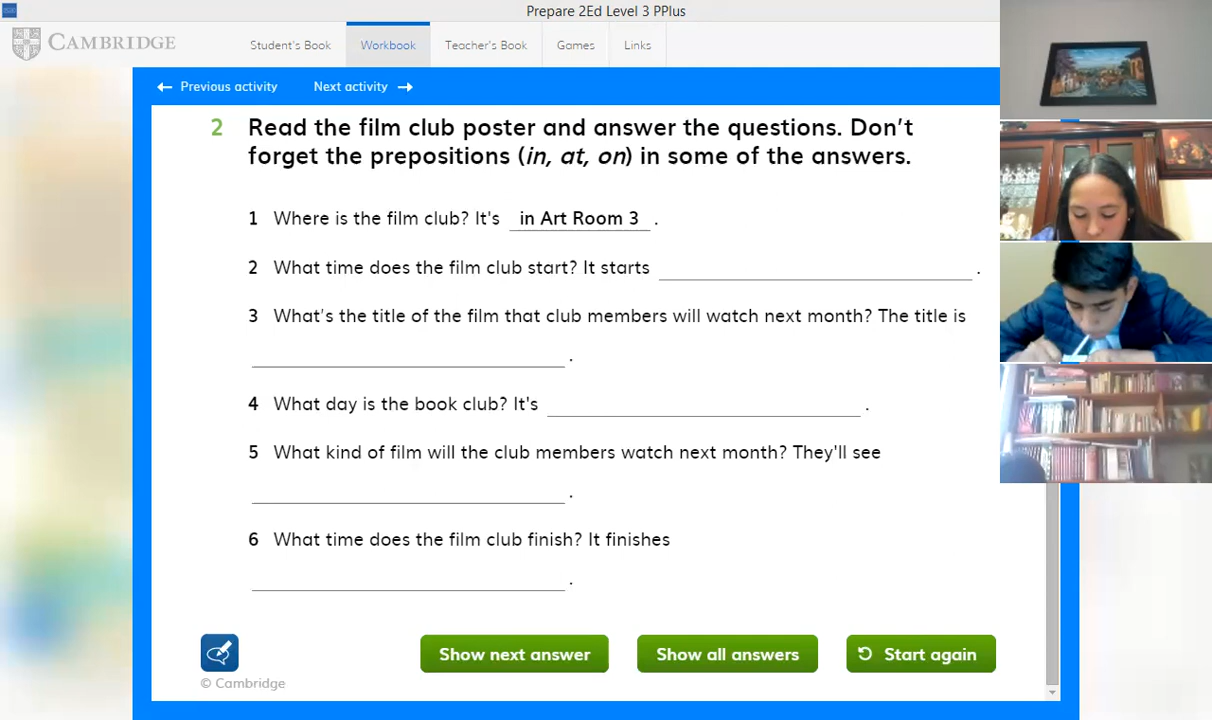 Prepare 2Ed Level 3 PPlus
CAMBRIDGE
Student's Book
Workbook
Teacher's Book
Games
Links
← Previous activity
Next activity →
2 Read the film club poster and answer the questions. Don't
forget the prepositions (in, at, on) in some of the answers.
1 Where is the film club? It's in Art Room 3 .
2 What time does the film club start? It starts .
3 What's the title of the film that club members will watch next month? The title is
.
4 What day is the book club? It's .
5 What kind of film will the club members watch next month? They'll see
.
6 What time does the film club finish? It finishes
.
Show next answer
Show all answers
Start again
© Cambridge